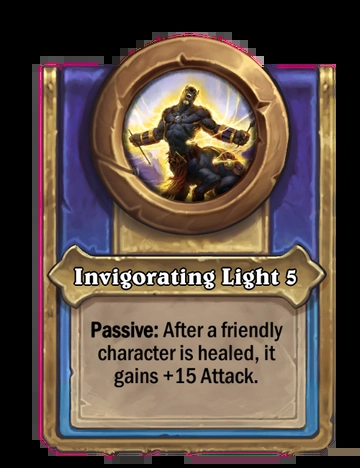 Invigorating Light 5
Passive: After a friendly
character is healed, it
gains +15 Attack.